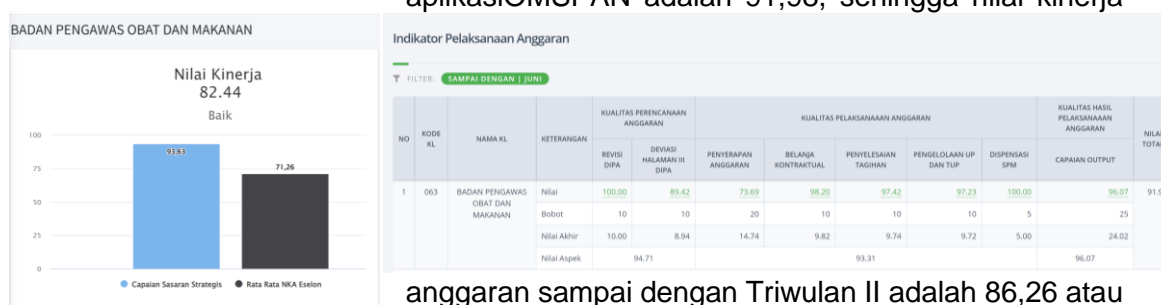 aplikasiOMSPAN adalah 91,98, sehingga nilai kinerja
BADAN PENGAWAS OBAT DAN MAKANAN
Nilai Kinerja
82.44
Baik
100
75
50
25
0
93,63
71,26
Capaian Sasaran Strategis Rata Rata NKA Eselon
Indikator Pelaksanaan Anggaran
FILTER: SAMPAI DENGAN | JUNI
NO KODE KL NAMA KL KETERANGAN KUALITAS PERENCANAAN ANGGARAN KUALITAS PELAKSANAAAN ANGGARAN KUALITAS HASIL PELAKSANAAAN ANGGARAN NILAI TOTAL
REVISI DIPA DEVIASI HALAMAN III DIPA PENYERAPAN ANGGARAN BELANJA KONTRAKTUAL PENYELESAIAN TAGIHAN PENGELOLAAN UP DAN TUP DISPENSASI SPM CAPAIAN OUTPUT
1 063 BADAN PENGAWAS OBAT DAN MAKANAN Nilai 100.00 89.42 73.69 98.20 97.42 97.23 100.00 96.07 91.9
Bobot 10 10 20 10 10 10 5 25
Nilai Akhir 10.00 8.94 14.74 9.82 9.74 9.72 5.00 24.02
Nilai Aspek 94.71 93.31 96.07
anggaran sampai dengan Triwulan II adalah 86,26 atau